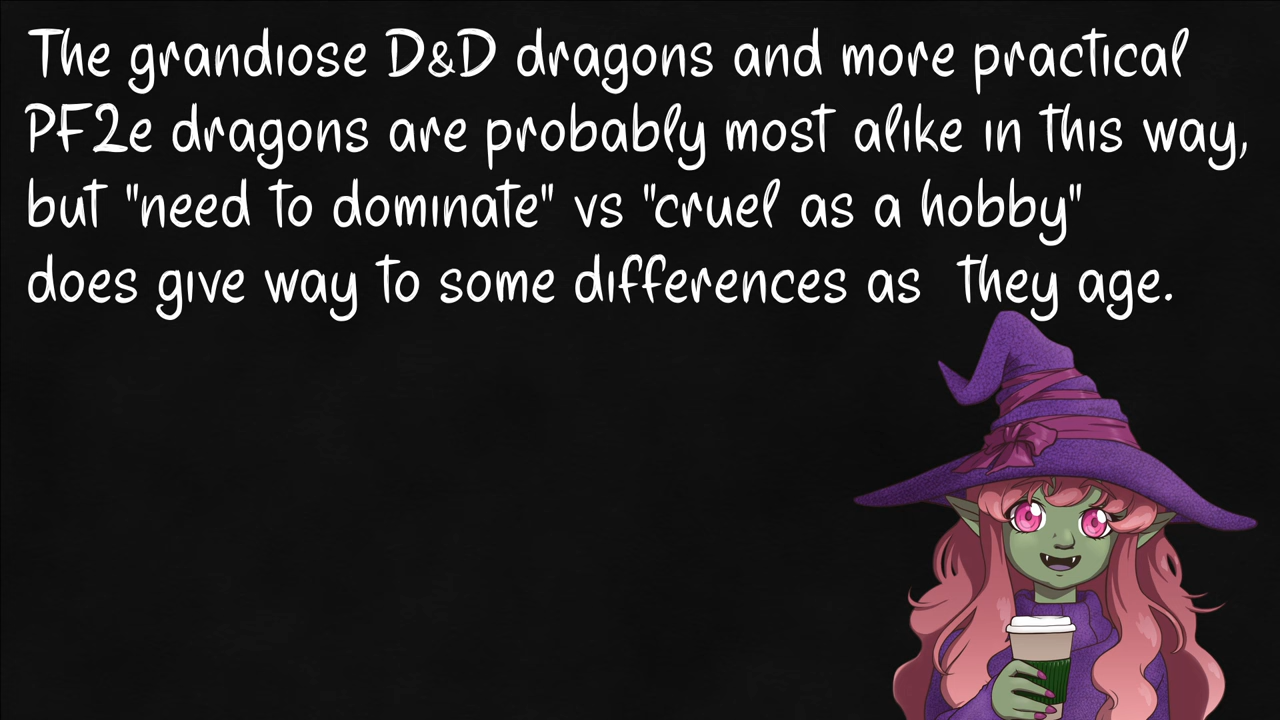 The grandiose D&D dragons and more practical
PF2e dragons are probably most alike in this way,
but "need to dominate" vs "cruel as a hobby"
does give way to some differences as they age.